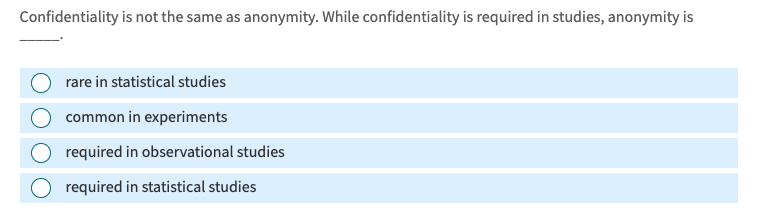 Confidentiality is not the same as anonymity. While confidentiality is required in studies, anonymity is
_____.
rare in statistical studies
common in experiments
required in observational studies
required in statistical studies